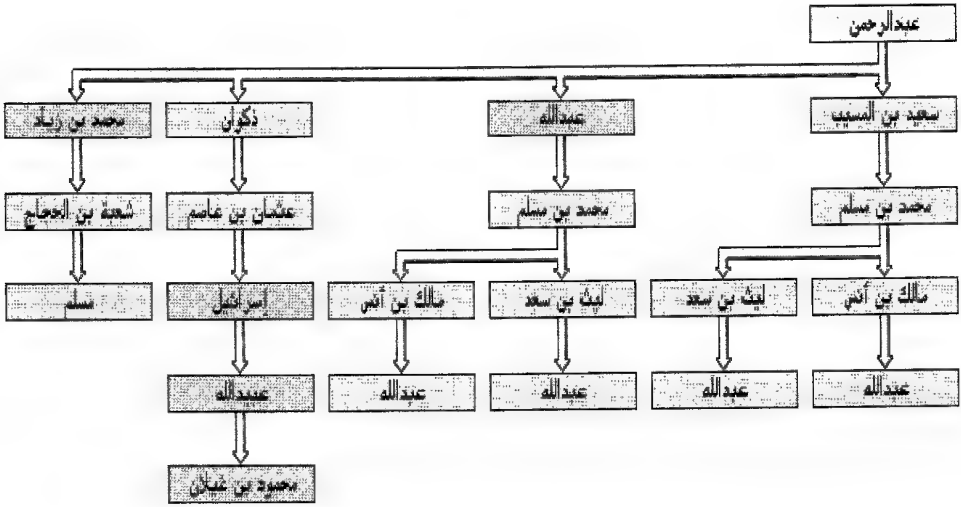 عبدالرحمن
سعيد بن المسيب
عبدالله
ذكوان
محمد بن زياد
محمد بن مسلم
محمد بن مسلم
عثمان بن عاصم
شعبة بن الحجاج
مالك بن أنس
ليث بن سعد
ليث بن سعد
مالك بن أنس
إسرائيل
مسلم
عبدالله
عبدالله
عبدالله
عبدالله
عبيدالله
محمود بن غيلان